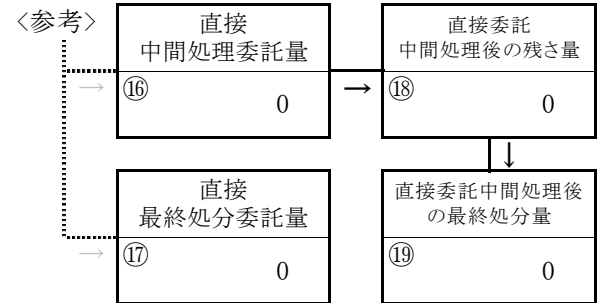 〈参考〉
直接
中間処理委託量
⑯
0
→
→
直接委託
中間処理後の残さ量
⑱
0
↓
直接
最終処分委託量
→
⑰
0
直接委託中間処理後
の最終処分量
⑲
0